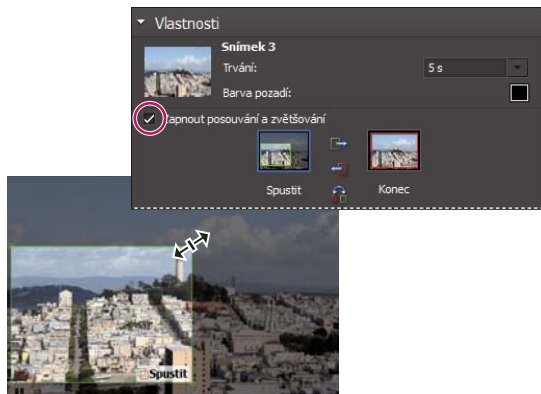 Vlastnosti
Snímek 3
Trvání:
5 s
Barva pozadí:
Zapnout posouvání a zvětšování
Spustit
Konec
Spustit